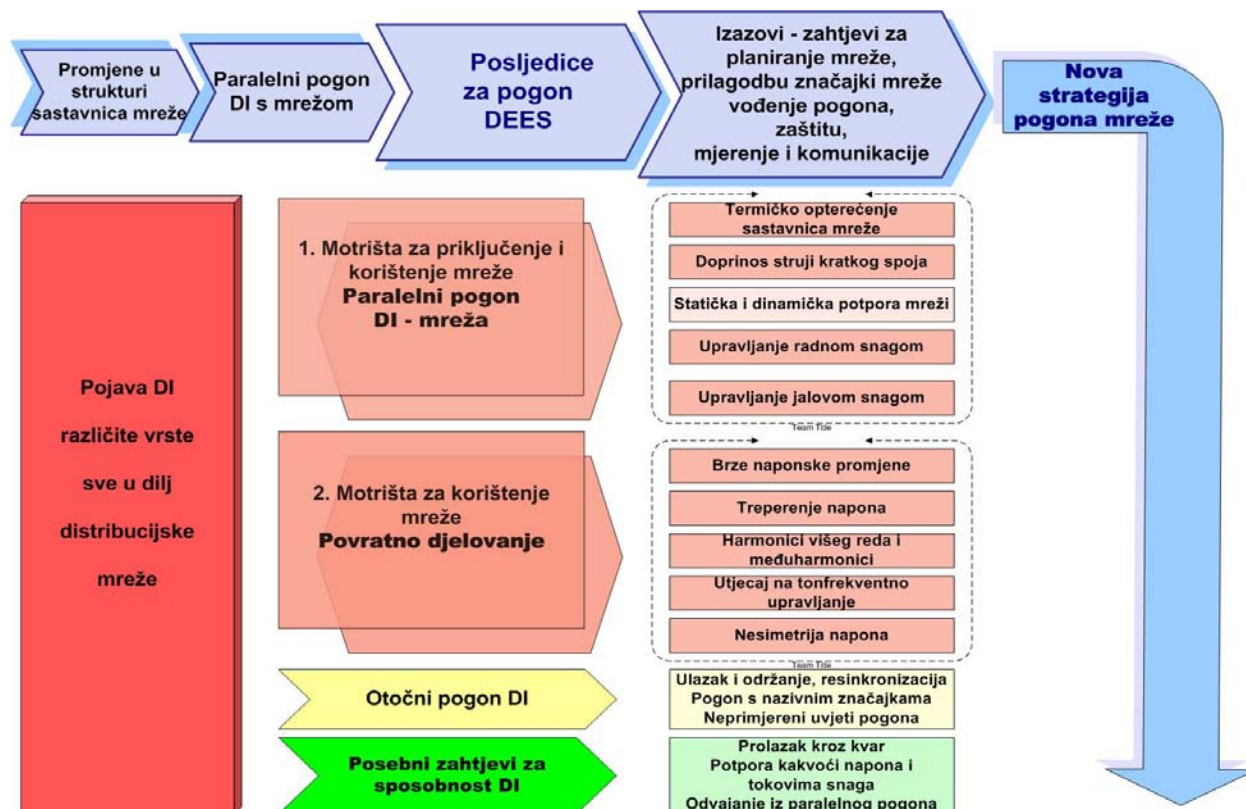 Promjene u
strukturi
sastavnica mreže
Paralelni pogon
DI s mrežom
Posljedice
za pogon
DEES
Izazovi - zahtjevi za
planiranje mreže,
prilagodbu značajki mreže
vođenje pogona,
zaštitu,
mjerenje i komunikacije
Nova
strategija
pogona mreže
Pojava DI
različite vrste
sve u dilj
distribucijske
mreže
1. Motrišta za priključenje i
korištenje mreže
Paralelni pogon
DI - mreža
Termičko opterećenje
sastavnica mreže
Doprinos struji kratkog spoja
Statička i dinamička potpora mreži
Upravljanje radnom snagom
Upravljanje jalovom snagom
Team Title
2. Motrišta za korištenje
mreže
Povratno djelovanje
Brze naponske promjene
Treperenje napona
Harmonici višeg reda i
međuharmonici
Utjecaj na tonfrekventno
upravljanje
Nesimetrija napona
Team Title
Otočni pogon DI
Ulazak i održanje, resinkronizacija
Pogon s nazivnim značajkama
Neprimjereni uvjeti pogona
Posebni zahtjevi za
sposobnost DI
Prolazak kroz kvar
Potpora kakvoći napona i
tokovima snaga
Odvajanje iz paralelnog pogona